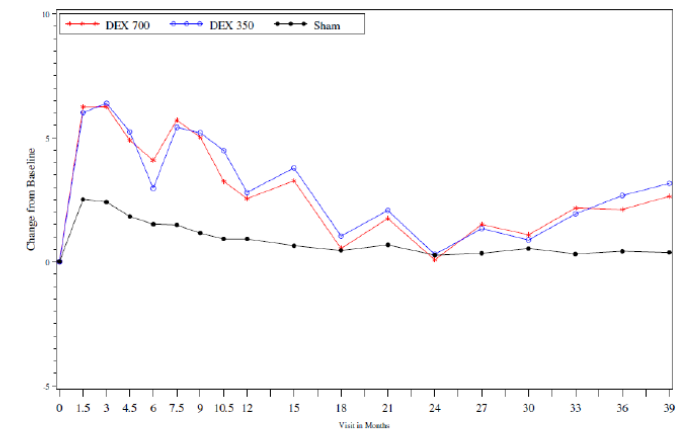 10
DEX 700 DEX 350 Sham
5
Change from Baseline
0
-5
0 1.5 3 4.5 6 7.5 9 10.5 12 15 18 21 24 27 30 33 36 39
Visit in Months